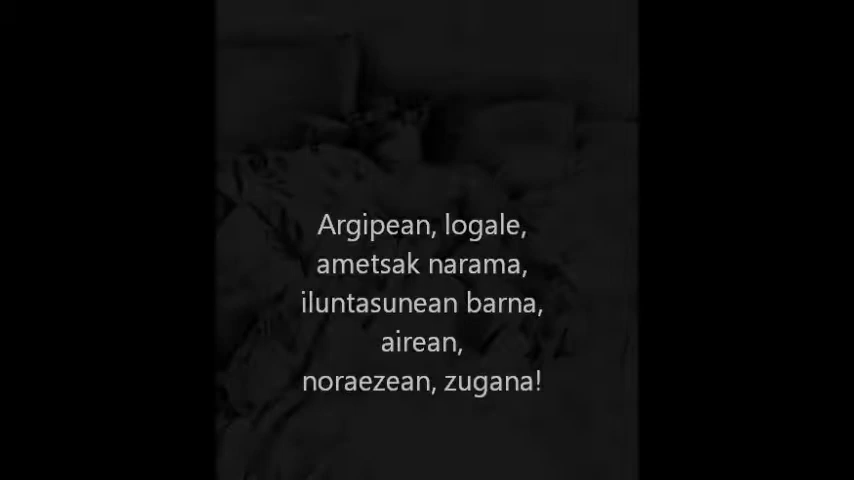 Argipean, logale,
ametsak narama,
iluntasunean barna,
airean,
noraezean, zugana!